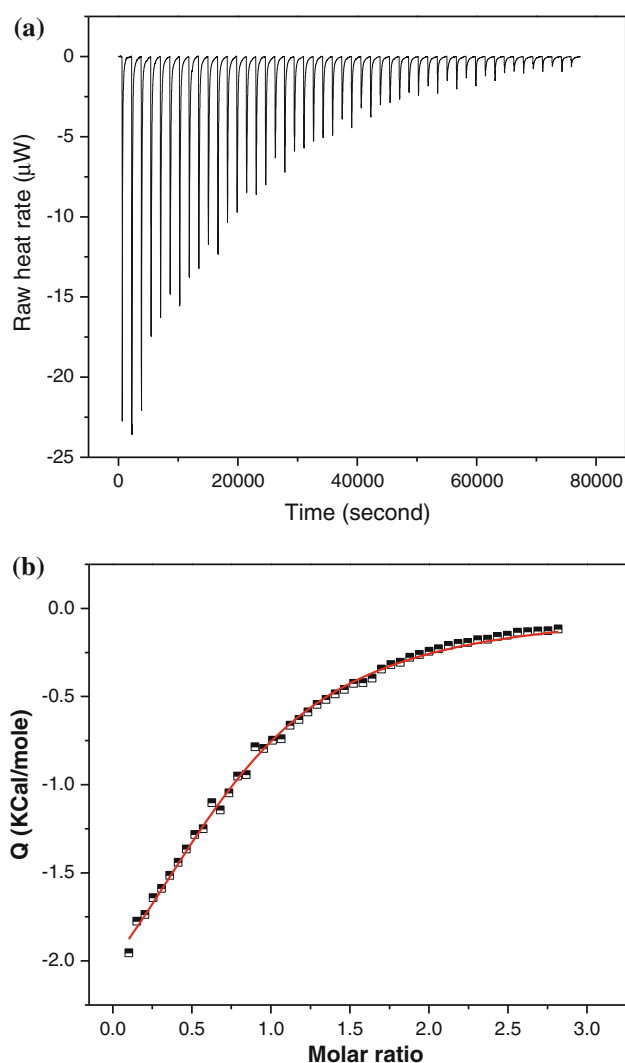 (a)
0
-5
-10
-15
-20
-25
Raw heat rate (μW)
0 20000 40000 60000 80000
Time (second)
(b)
0.0
-0.5
-1.0
-1.5
-2.0
Q (KCal/mole)
0.0 0.5 1.0 1.5 2.0 2.5 3.0
Molar ratio